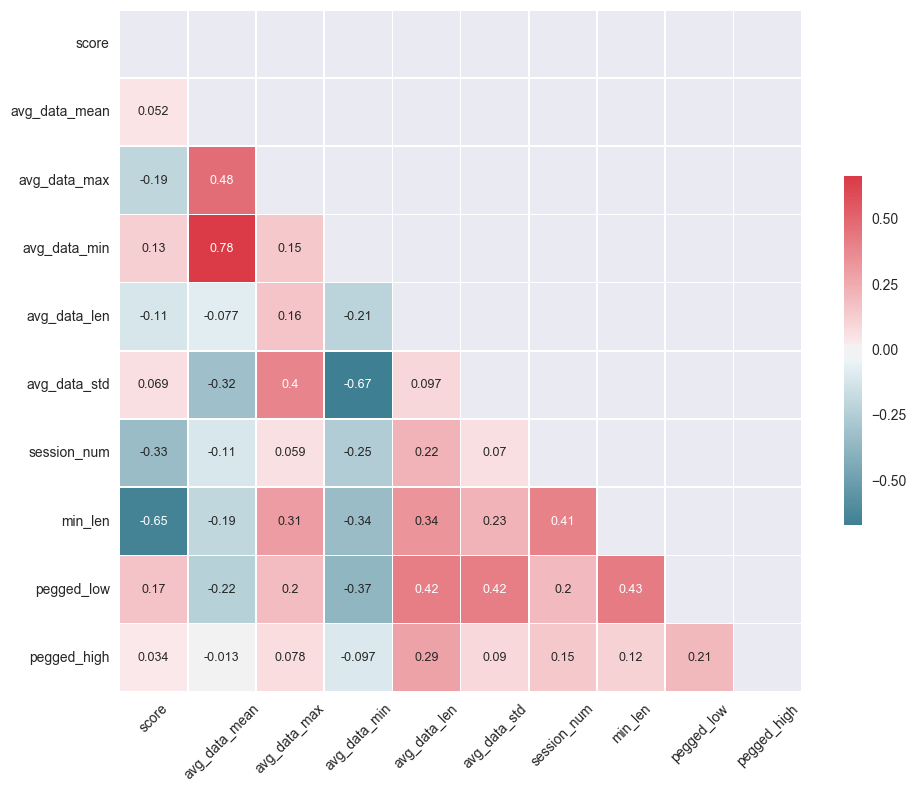 score
avg_data_mean 0.052
avg_data_max -0.19 0.48
avg_data_min 0.13 0.78 0.15
avg_data_len -0.11 -0.077 0.16 -0.21
avg_data_std 0.069 -0.32 0.4 -0.67 0.097
session_num -0.33 -0.11 0.059 -0.25 0.22 0.07
min_len -0.65 -0.19 0.31 -0.34 0.34 0.23 0.41
pegged_low 0.17 -0.22 0.2 -0.37 0.42 0.42 0.2 0.43
pegged_high 0.034 -0.013 0.078 -0.097 0.29 0.09 0.15 0.12 0.21
score avg_data_mean avg_data_max avg_data_min avg_data_len avg_data_std session_num min_len pegged_low pegged_high
0.50
0.25
0.00
−0.25
−0.50